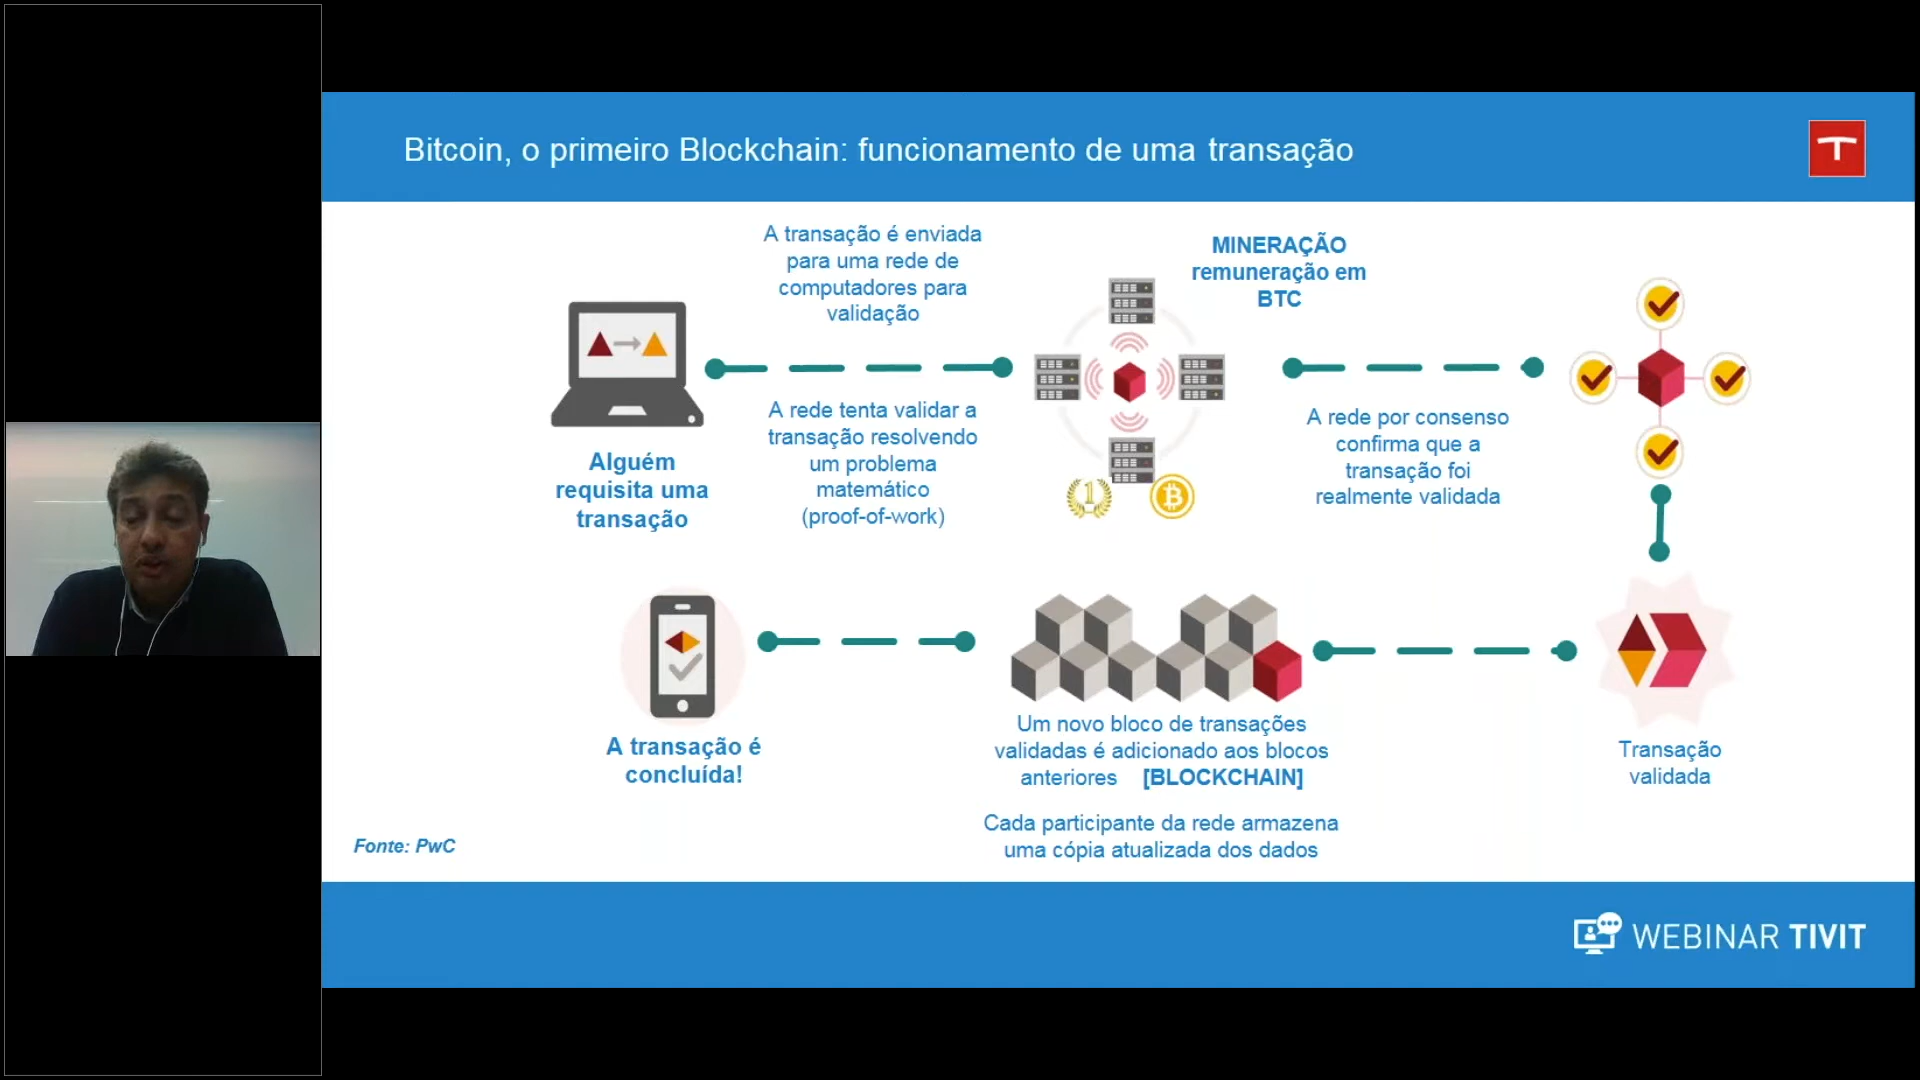 Bitcoin, o primeiro Blockchain: funcionamento de uma transação
T
A transação é enviada
para uma rede de
computadores para
validação
MINERAÇÃO
remuneração em
BTC
Alguém
requisita uma
transação
A rede tenta validar a
transação resolvendo
um problema
matemático
(proof-of-work)
1
B
A rede por consenso
confirma que a
transação foi
realmente validada
A transação é
concluída!
Um novo bloco de transações
validadas é adicionado aos blocos
anteriores [BLOCKCHAIN]
Cada participante da rede armazena
uma cópia atualizada dos dados
Transação
validada
Fonte: PwC
WEBINAR TIVIT